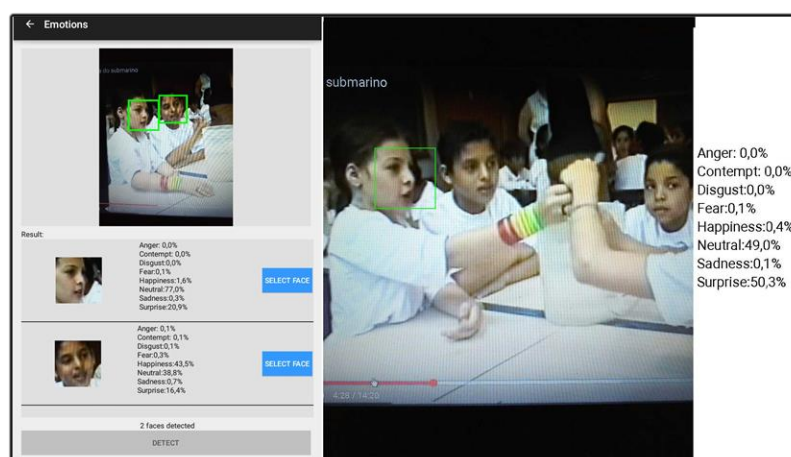 Emotions
do submarino
Result:
Anger: 0,0%
Contempt: 0,0%
Disgust:0,0%
Fear:0,1%
Happiness:1,6%
Neutral:77,0%
Sadness:0,3%
Surprise:20,9%
SELECT FACE
Anger: 0,1%
Contempt: 0,1%
Disgust:0,1%
Fear:0,3%
Happiness:43,5%
Neutral:38,8%
Sadness:0,7%
Surprise:16,4%
SELECT FACE
2 faces detected
DETECT
submarino
4:28 / 14:20
Anger: 0,0%
Contempt: 0,0%
Disgust:0,0%
Fear:0,1%
Happiness:0,4%
Neutral:49,0%
Sadness:0,1%
Surprise:50,3%